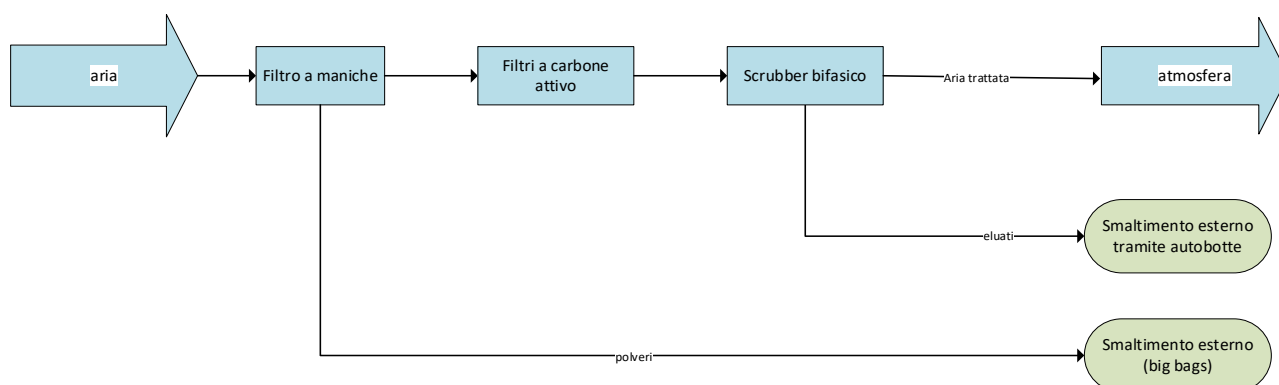 aria
Filtro a maniche
Filtri a carbone
attivo
Scrubber bifasico
Aria trattata
atmosfera
eluati
Smaltimento esterno
tramite autobotte
polveri
Smaltimento esterno
(big bags)